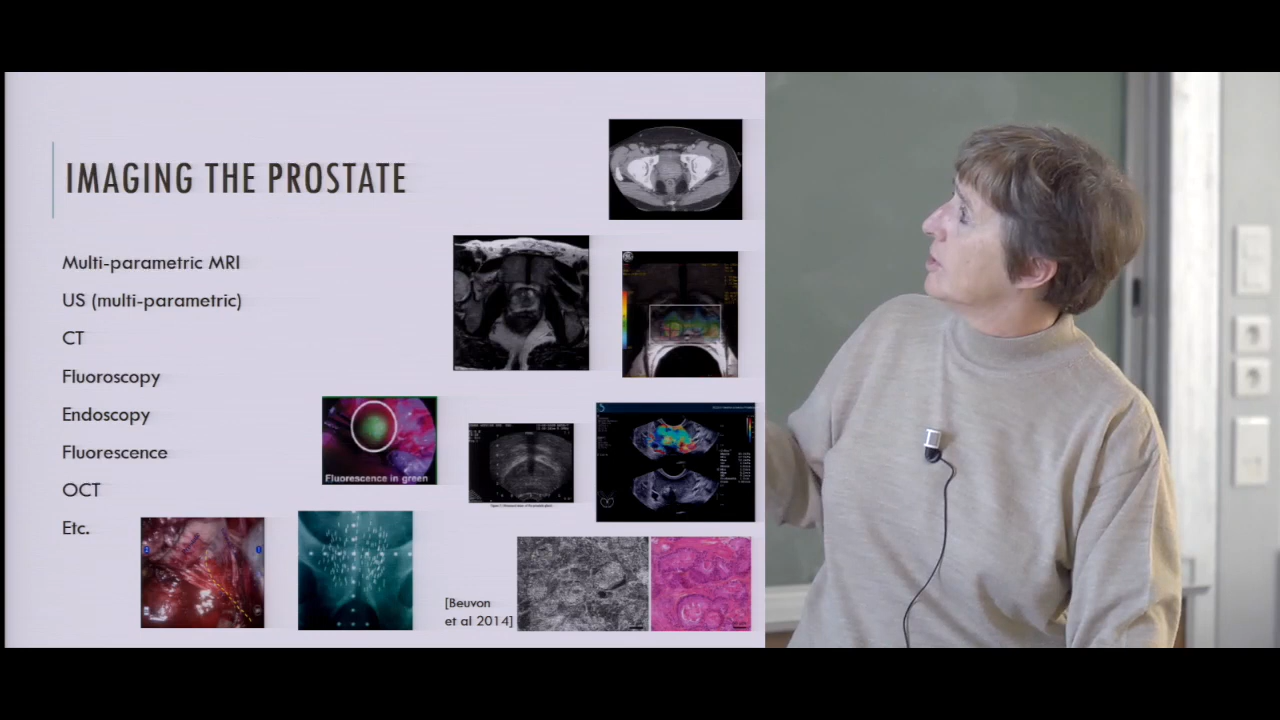 IMAGING THE PROSTATE
Multi-parametric MRI
US (multi-parametric)
CT
Fluoroscopy
Endoscopy
Fluorescence
OCT
Etc.
Fluorescence in green
[Beuvon
et al 2014]